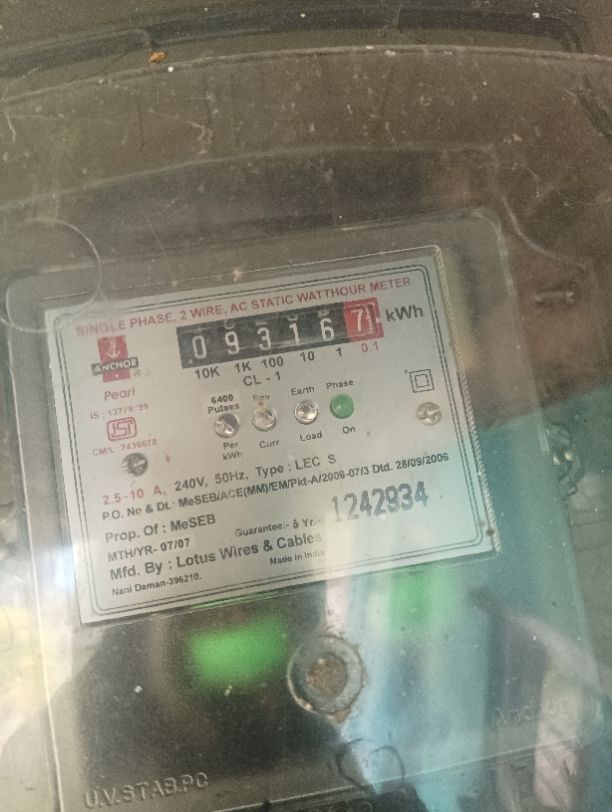 SINGLE PHASE, 2 WIRE, AC STATIC WATTHOUR METER
0 9 3 1 6 7 kWh
10K 1K 100 10 1 0.1
ANCHOR
®
CL - 1
Pearl
IS : 13779/99
ISI
CM/L :7436678
6400 Pulses Rev Earth Phase
Per kWh Curr Load On
2.5-10 A, 240V, 50Hz, Type : LEC S
P.O. No & Dt.: MeSEB/ACE(MM)/EM/Pkt-A/2006-07/3 Dtd. 28/09/2006
Prop. Of : MeSEB
1242934
MTH/YR- 07/07
Guarantee:- 5 Yr.
Mfd. By : Lotus Wires & Cables
Nani Daman-396210.
Made in India
U.V.STAB.PC